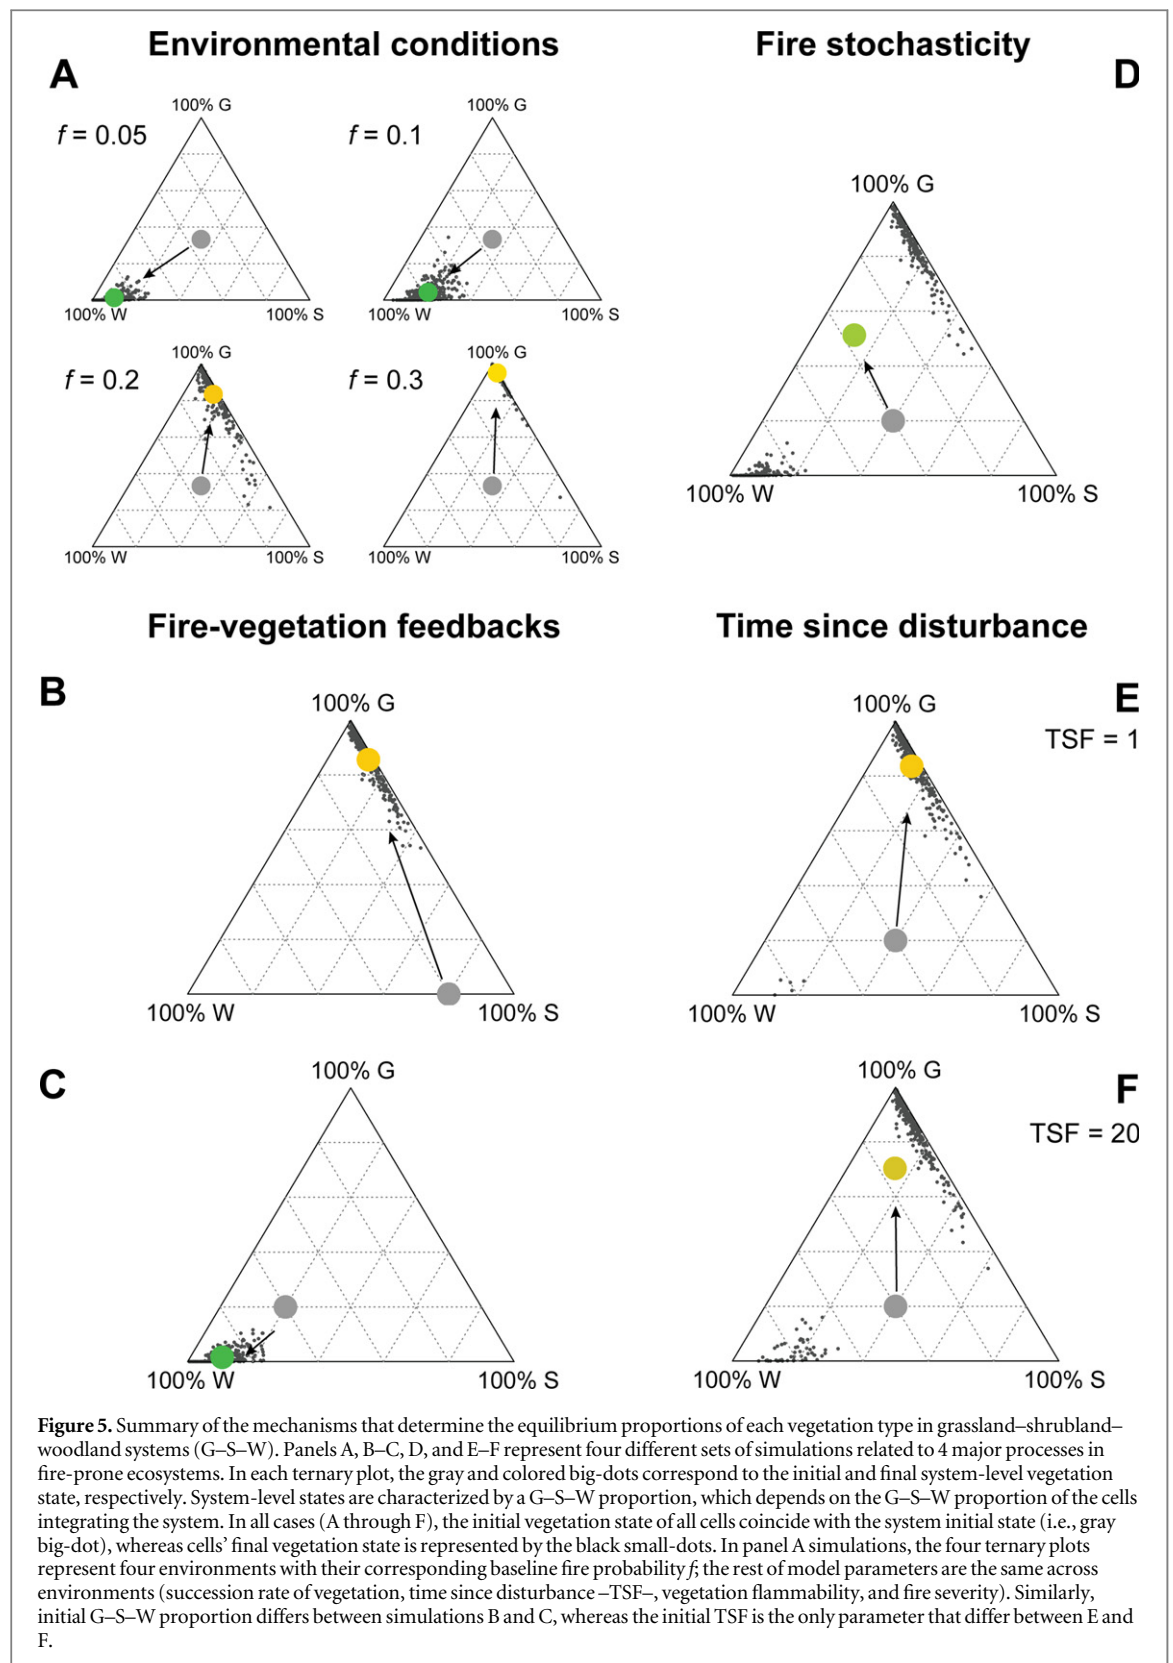 Environmental conditions
Fire stochasticity
A
D
100% G
f = 0.05
100% W
100% S
100% G
f = 0.1
100% W
100% S
100% G
f = 0.2
100% W
100% S
100% G
f = 0.3
100% W
100% S
100% G
100% W
100% S
Fire-vegetation feedbacks
Time since disturbance
B
100% G
100% W
100% S
E
100% G
TSF = 1
100% W
100% S
C
100% G
100% W
100% S
F
100% G
TSF = 20
100% W
100% S
Figure 5. Summary of the mechanisms that determine the equilibrium proportions of each vegetation type in grassland–shrubland–
woodland systems (G–S–W). Panels A, B–C, D, and E–F represent four different sets of simulations related to 4 major processes in
fire-prone ecosystems. In each ternary plot, the gray and colored big-dots correspond to the initial and final system-level vegetation
state, respectively. System-level states are characterized by a G–S–W proportion, which depends on the G–S–W proportion of the cells
integrating the system. In all cases (A through F), the initial vegetation state of all cells coincide with the system initial state (i.e., gray
big-dot), whereas cells' final vegetation state is represented by the black small-dots. In panel A simulations, the four ternary plots
represent four environments with their corresponding baseline fire probability f; the rest of model parameters are the same across
environments (succession rate of vegetation, time since disturbance –TSF–, vegetation flammability, and fire severity). Similarly,
initial G–S–W proportion differs between simulations B and C, whereas the initial TSF is the only parameter that differ between E and
F.